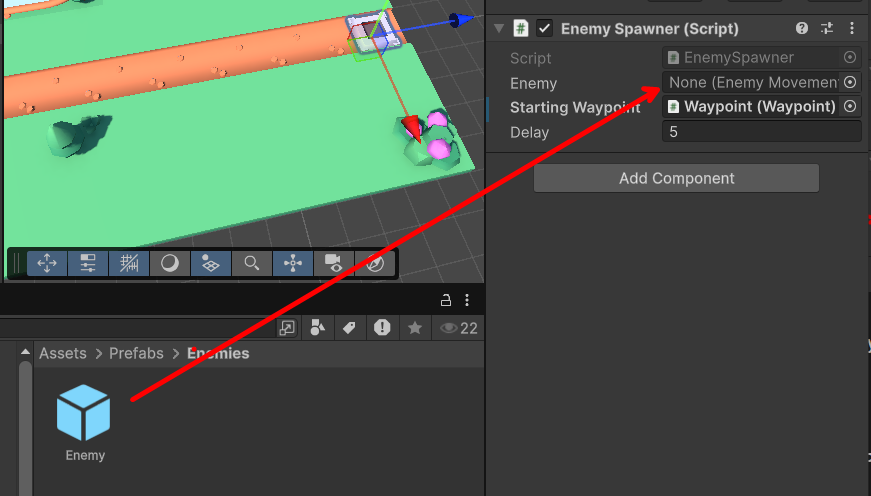 Enemy Spawner (Script)
Script
EnemySpawner
Enemy
None (Enemy Movemen
Starting Waypoint
Waypoint (Waypoint)
Delay
5
Add Component
22
Assets > Prefabs > Enemies
Enemy